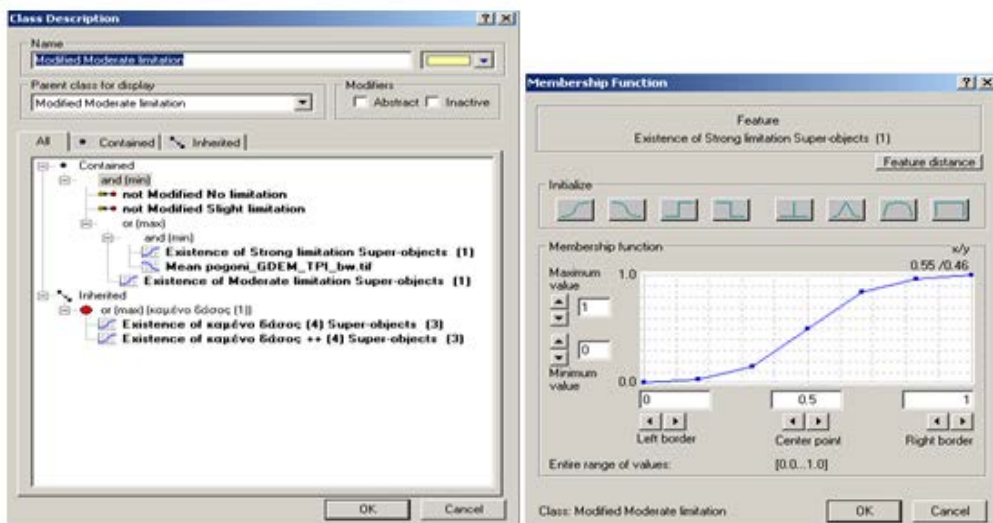 Class Description
Name
Modified Moderate limitation
Parent class for display
Modified Moderate limitation
Modifiers
Abstract
Inactive
All
Contained
Inherited
Contained
and (min)
not Modified No limitation
not Modified Slight limitation
or (max)
and (min)
Existence of Strong limitation Super-objects (1)
Mean pogoni_GDEM_TPI_bw.tif
Existence of Moderate limitation Super-objects (1)
Inherited
or (max) (καμένο δάσος (1))
Existence of καμένο δάσος (4) Super-objects (3)
Existence of καμένο δάσος ++ (4) Super-objects (3)
OK
Cancel
Membership Function
Feature
Existence of Strong limitation Super-objects (1)
Feature distance
Initialize
Membership function
x/y
0.55 /0.46
Maximum
value
1.0
1
0
Minimum
value
0.0
0
0.5
1
Left border
Center point
Right border
Entire range of values:
[0.0...1.0]
Class: Modified Moderate limitation
OK
Cancel